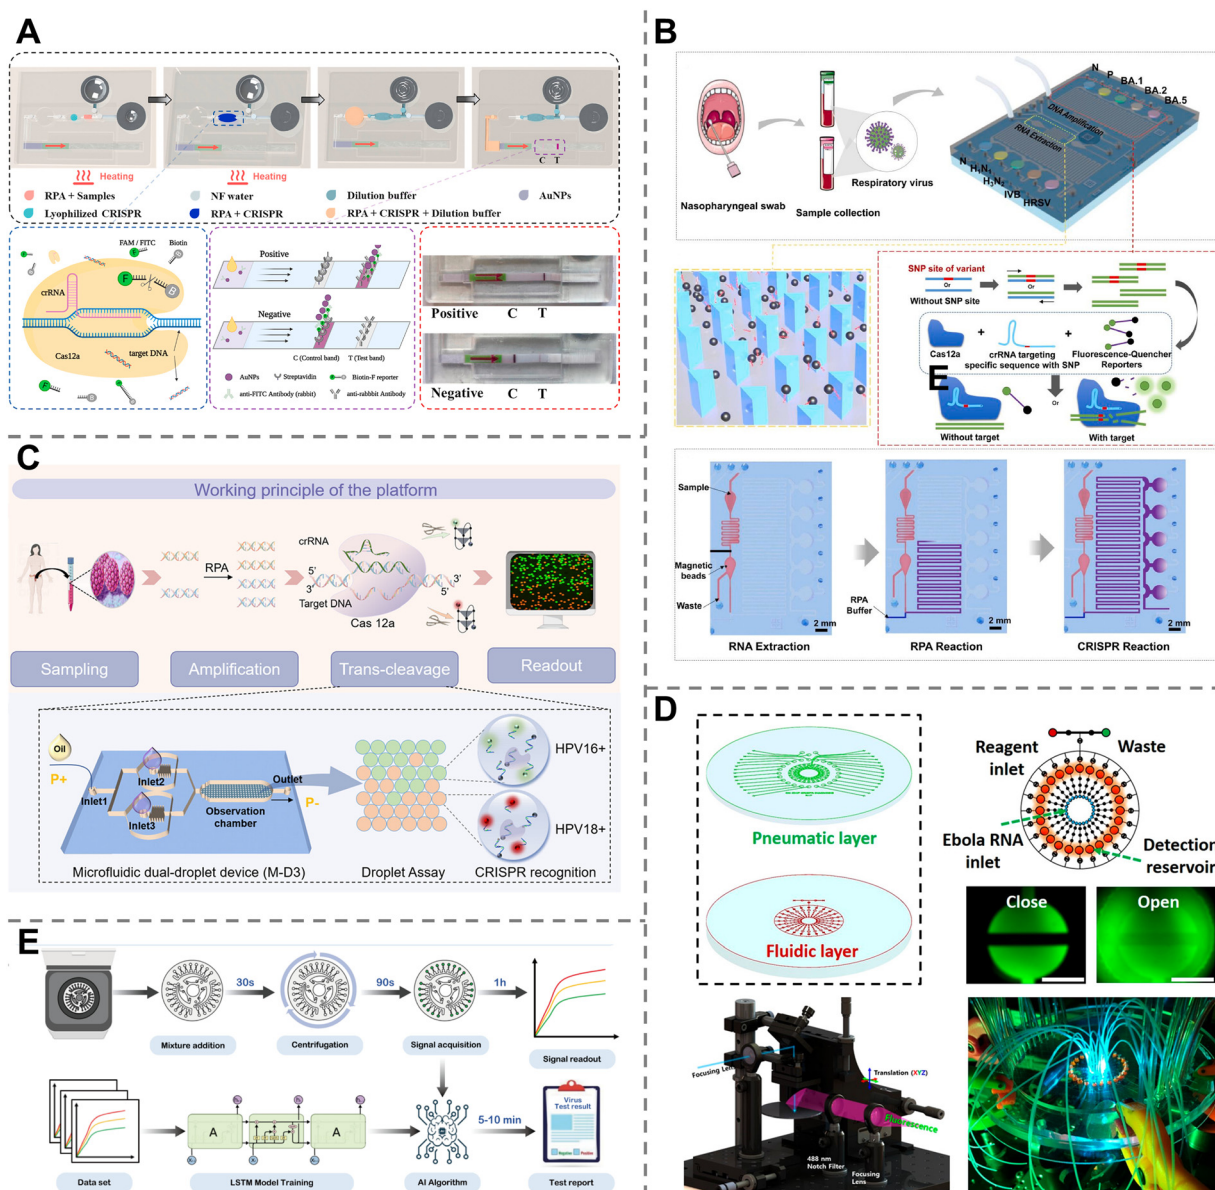 A
Heating
Heating
C T
RPA + Samples
NF water
Dilution buffer
AuNPs
Lyophilized CRISPR
RPA + CRISPR
RPA + CRISPR + Dilution buffer
FAM / FITC
Biotin
F
F
B
crRNA
Cas12a
target DNA
F
B
Positive
Negative
C (Control band)
T (Test band)
AuNPs
Streptavidin
Biotin-F reporter
anti-FITC Antibody (rabbit)
anti-rabbbit Antibody
Positive C T
Negative C T
B
Nasopharyngeal swab
Sample collection
Respiratory virus
N
P
BA.1
BA.2
BA.5
DNA Amplification
RNA Extraction
N
H1N1
H3N2
IVB
HRSV
SNP site of variant
Or
Without SNP site
Or
Cas12a
+
crRNA targeting
specific sequence with SNP
+
Fluorescence-Quencher
Reporters
E
Or
Without target
With target
Sample
Magnetic
beads
Waste
2 mm
RNA Extraction
RPA
Buffer
2 mm
RPA Reaction
2 mm
CRISPR Reaction
C
Working principle of the platform
RPA
crRNA
5'
3'
Target DNA
Cas 12a
3'
5'
Sampling
Amplification
Trans-cleavage
Readout
Oil
P+
Inlet1
Inlet2
Inlet3
Outlet
P-
Observation
chamber
Microfluidic dual-droplet device (M-D3)
Droplet Assay
HPV16+
HPV18+
CRISPR recognition
D
Pneumatic layer
Fluidic layer
Reagent
inlet
Waste
Ebola RNA
inlet
Detection
reservoir
Close
Open
Focusing Lens
Translation (XYZ)
Fluorescence
488 nm
Notch Filter
Focusing
Lens
E
30s
90s
1h
Mixture addition
Centrifugation
Signal acquisition
Signal readout
A
A
5-10 min
Virus
Test result
Negative
Positive
Data set
LSTM Model Training
AI Algorithm
Test report